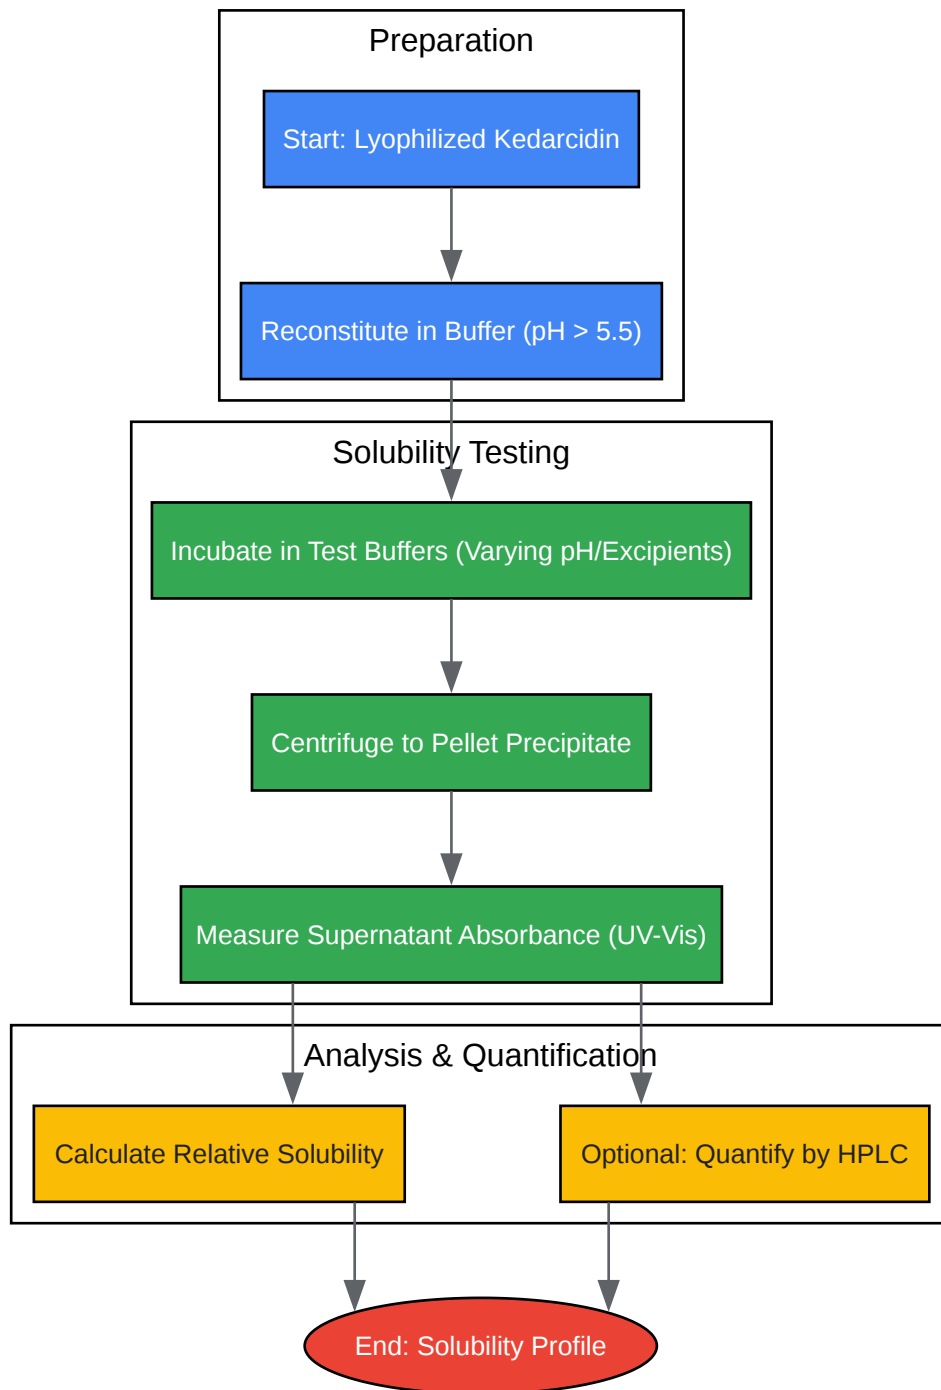 Preparation
Start: Lyophilized Kedarcidin
Reconstitute in Buffer (pH > 5.5)
Solubility Testing
Incubate in Test Buffers (Varying pH/Excipients)
Centrifuge to Pellet Precipitate
Measure Supernatant Absorbance (UV-Vis)
Analysis & Quantification
Calculate Relative Solubility
Optional: Quantify by HPLC
End: Solubility Profile